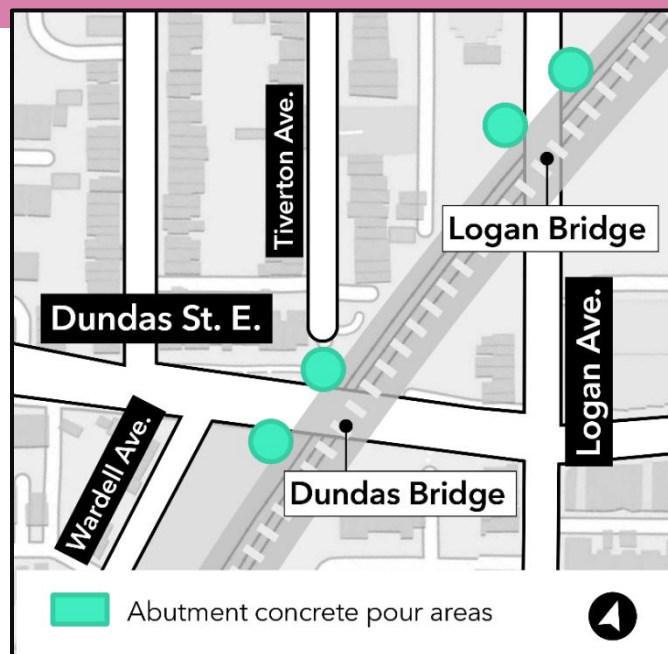 Tiverton Ave.
Logan Bridge
Dundas St. E.
Logan Ave.
Wardell Ave.
Dundas Bridge
Abutment concrete pour areas